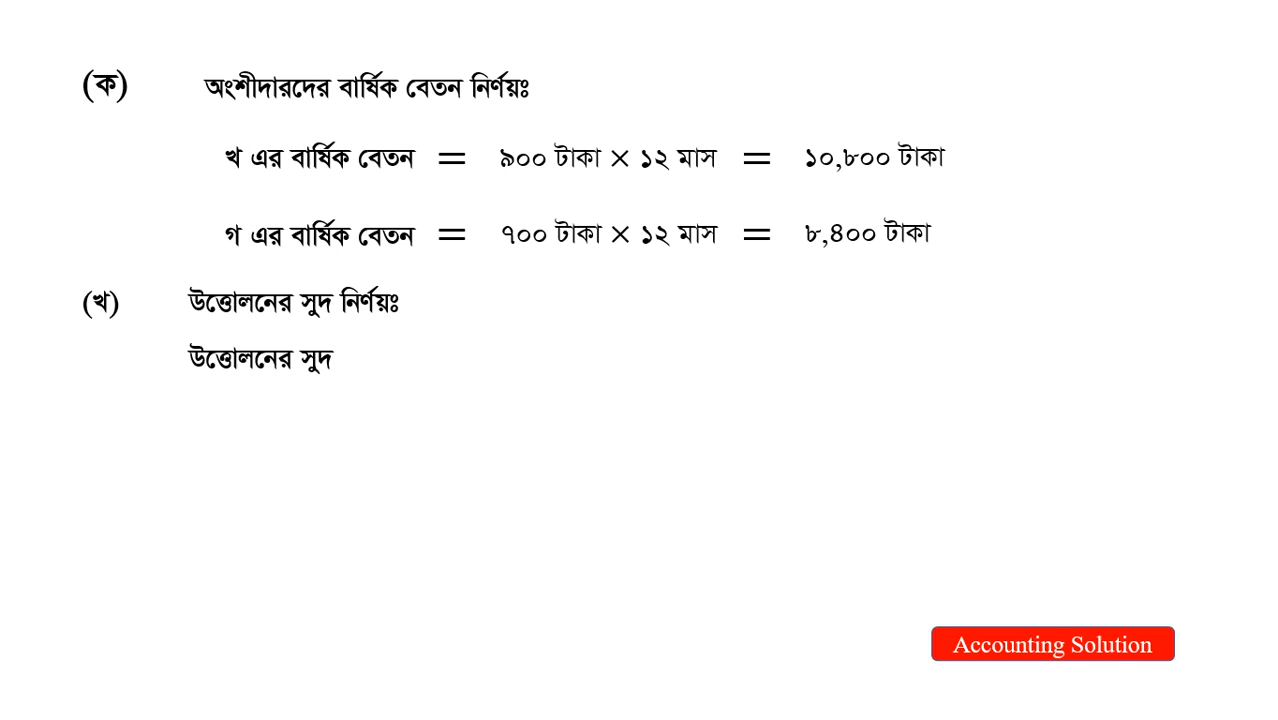 (ক) অংশীদারদের বার্ষিক বেতন নির্ণয়ঃ
খ এর বার্ষিক বেতন = ৯০০ টাকা × ১২ মাস = ১০,৮০০ টাকা
গ এর বার্ষিক বেতন = ৭০০ টাকা × ১২ মাস = ৮,৪০০ টাকা
(খ) উত্তোলনের সুদ নির্ণয়ঃ
উত্তোলনের সুদ
Accounting Solution